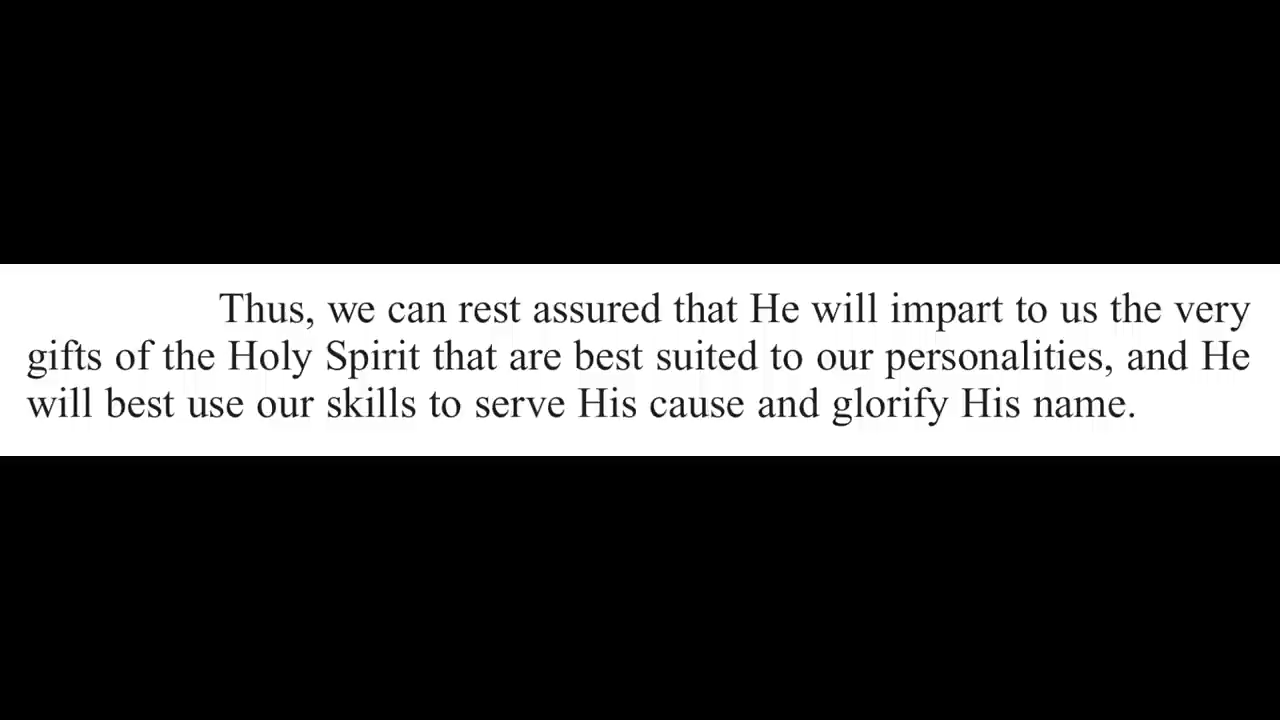 Thus, we can rest assured that He will impart to us the very
gifts of the Holy Spirit that are best suited to our personalities, and He
will best use our skills to serve His cause and glorify His name.